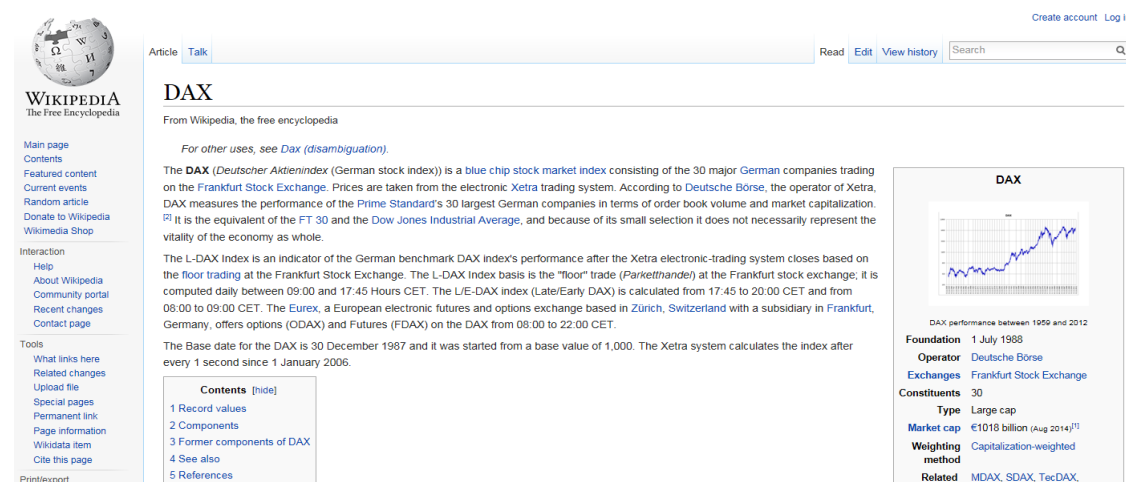 Create account Log i
Article Talk
Read Edit View history Search
WIKIPEDIA
The Free Encyclopedia
Main page
Contents
Featured content
Current events
Random article
Donate to Wikipedia
Wikimedia Shop
Interaction
Help
About Wikipedia
Community portal
Recent changes
Contact page
Tools
What links here
Related changes
Upload file
Special pages
Permanent link
Page information
Wikidata item
Cite this page
Print/export
DAX
From Wikipedia, the free encyclopedia
For other uses, see Dax (disambiguation).
The DAX (Deutscher Aktienindex (German stock index)) is a blue chip stock market index consisting of the 30 major German companies trading
on the Frankfurt Stock Exchange. Prices are taken from the electronic Xetra trading system. According to Deutsche Börse, the operator of Xetra,
DAX measures the performance of the Prime Standard's 30 largest German companies in terms of order book volume and market capitalization.
[2] It is the equivalent of the FT 30 and the Dow Jones Industrial Average, and because of its small selection it does not necessarily represent the
vitality of the economy as whole.
The L-DAX Index is an indicator of the German benchmark DAX index's performance after the Xetra electronic-trading system closes based on
the floor trading at the Frankfurt Stock Exchange. The L-DAX Index basis is the "floor" trade (Parketthandel) at the Frankfurt stock exchange; it is
computed daily between 09:00 and 17:45 Hours CET. The L/E-DAX index (Late/Early DAX) is calculated from 17:45 to 20:00 CET and from
08:00 to 09:00 CET. The Eurex, a European electronic futures and options exchange based in Zürich, Switzerland with a subsidiary in Frankfurt,
Germany, offers options (ODAX) and Futures (FDAX) on the DAX from 08:00 to 22:00 CET.
The Base date for the DAX is 30 December 1987 and it was started from a base value of 1,000. The Xetra system calculates the index after
every 1 second since 1 January 2006.
Contents [hide]
1 Record values
2 Components
3 Former components of DAX
4 See also
5 References
DAX
DAX performance between 1959 and 2012
Foundation 1 July 1988
Operator Deutsche Börse
Exchanges Frankfurt Stock Exchange
Constituents 30
Type Large cap
Market cap €1018 billion (Aug 2014)[1]
Weighting Capitalization-weighted
method
Related MDAX, SDAX, TecDAX,